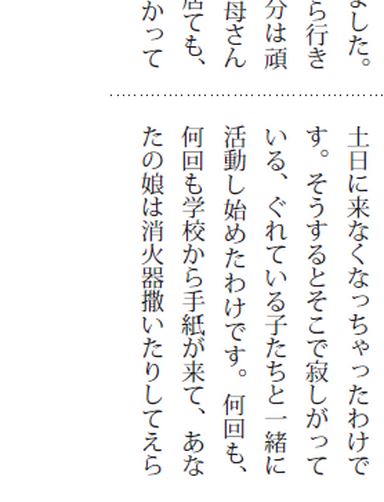 ました。
ら行き
分は頑
母さん
ても、
かって
土日に来なくなっちゃったわけで
す。そうするとそこで寂しがって
いる、ぐれている子たちと一緒に
活動し始めたわけです。何回も、
何回も学校から手紙が来て、あな
たの娘は消火器撒いたりしてえら